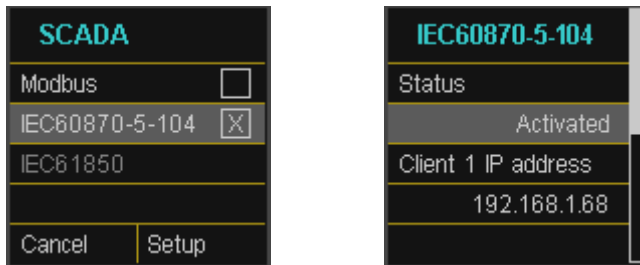 SCADA
Modbus
IEC60870-5-104 X
IEC61850
Cancel Setup
IEC60870-5-104
Status
Activated
Client 1 IP address
192.168.1.68